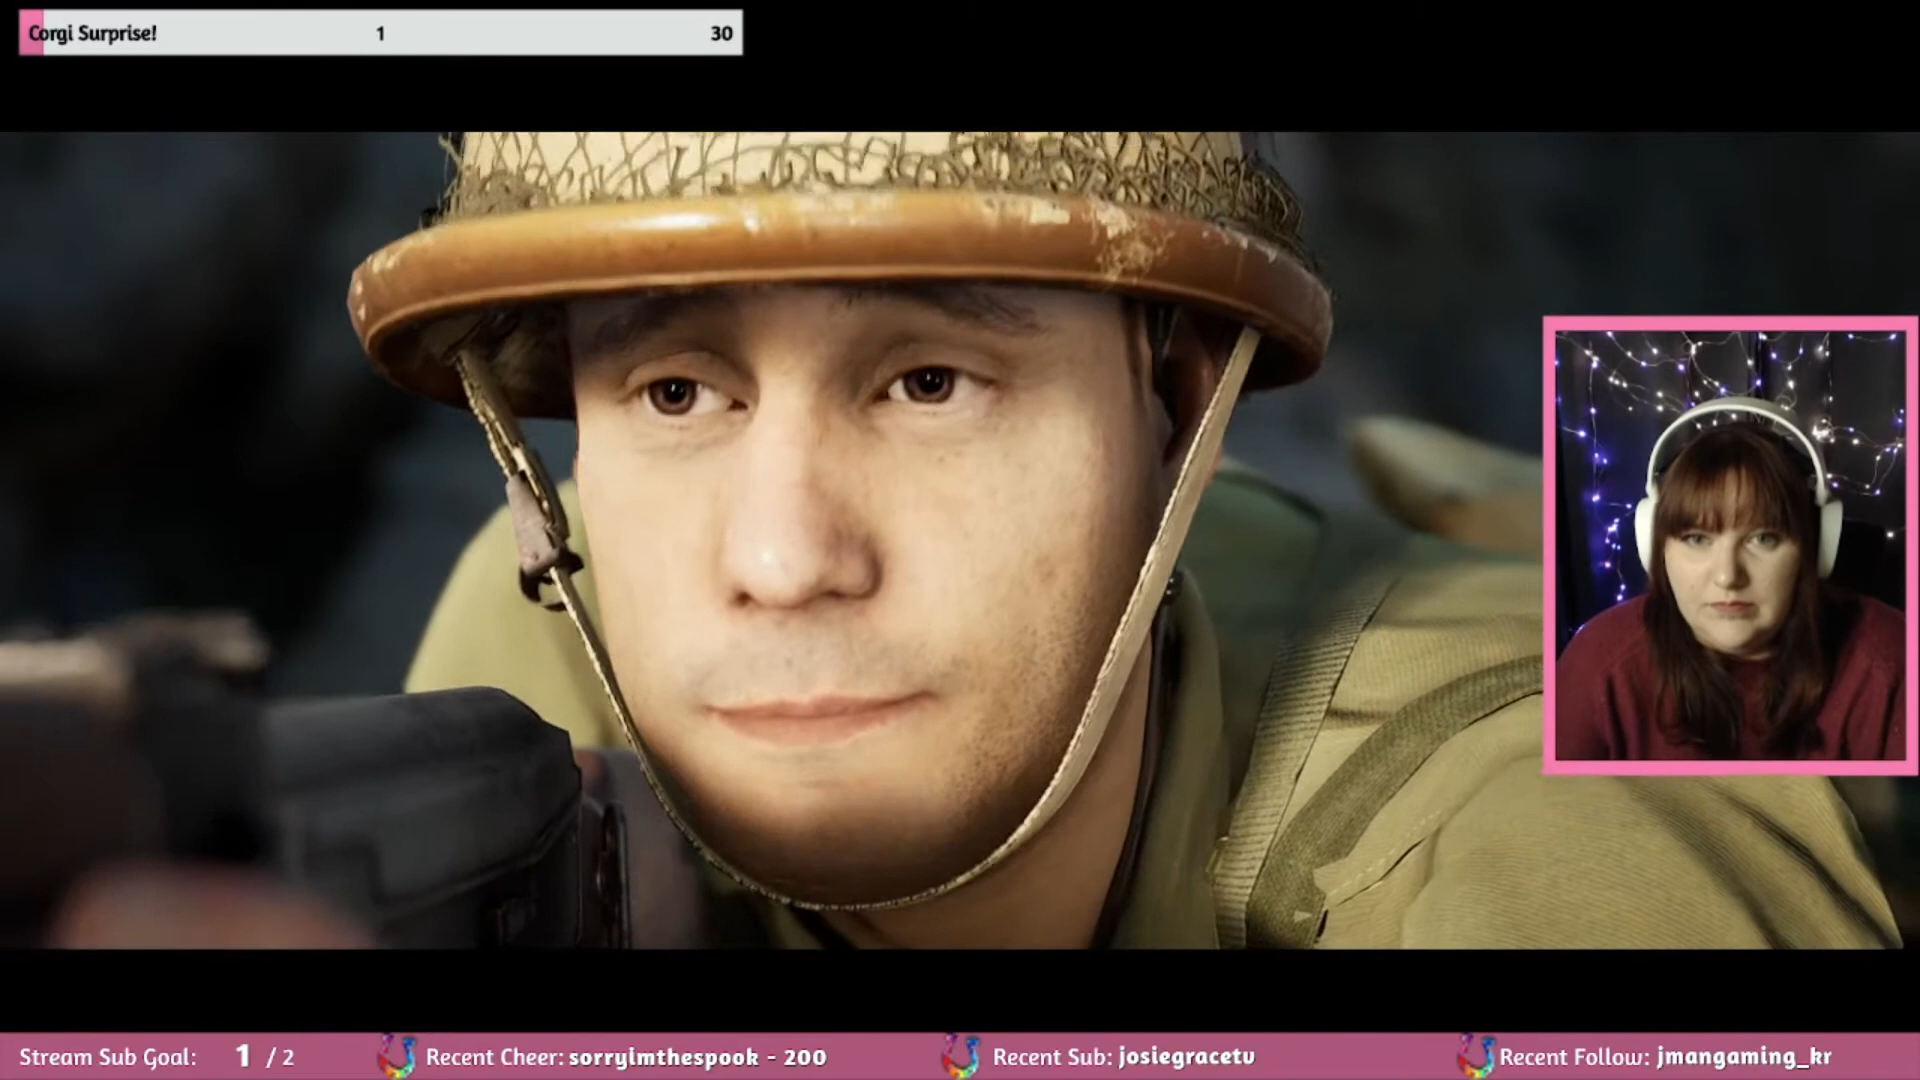 Corgi Surprise! 1 30
Stream Sub Goal: 1 / 2 Recent Cheer: sorryimthespook - 200 Recent Sub: josiegracetv Recent Follow: jmangaming_kr